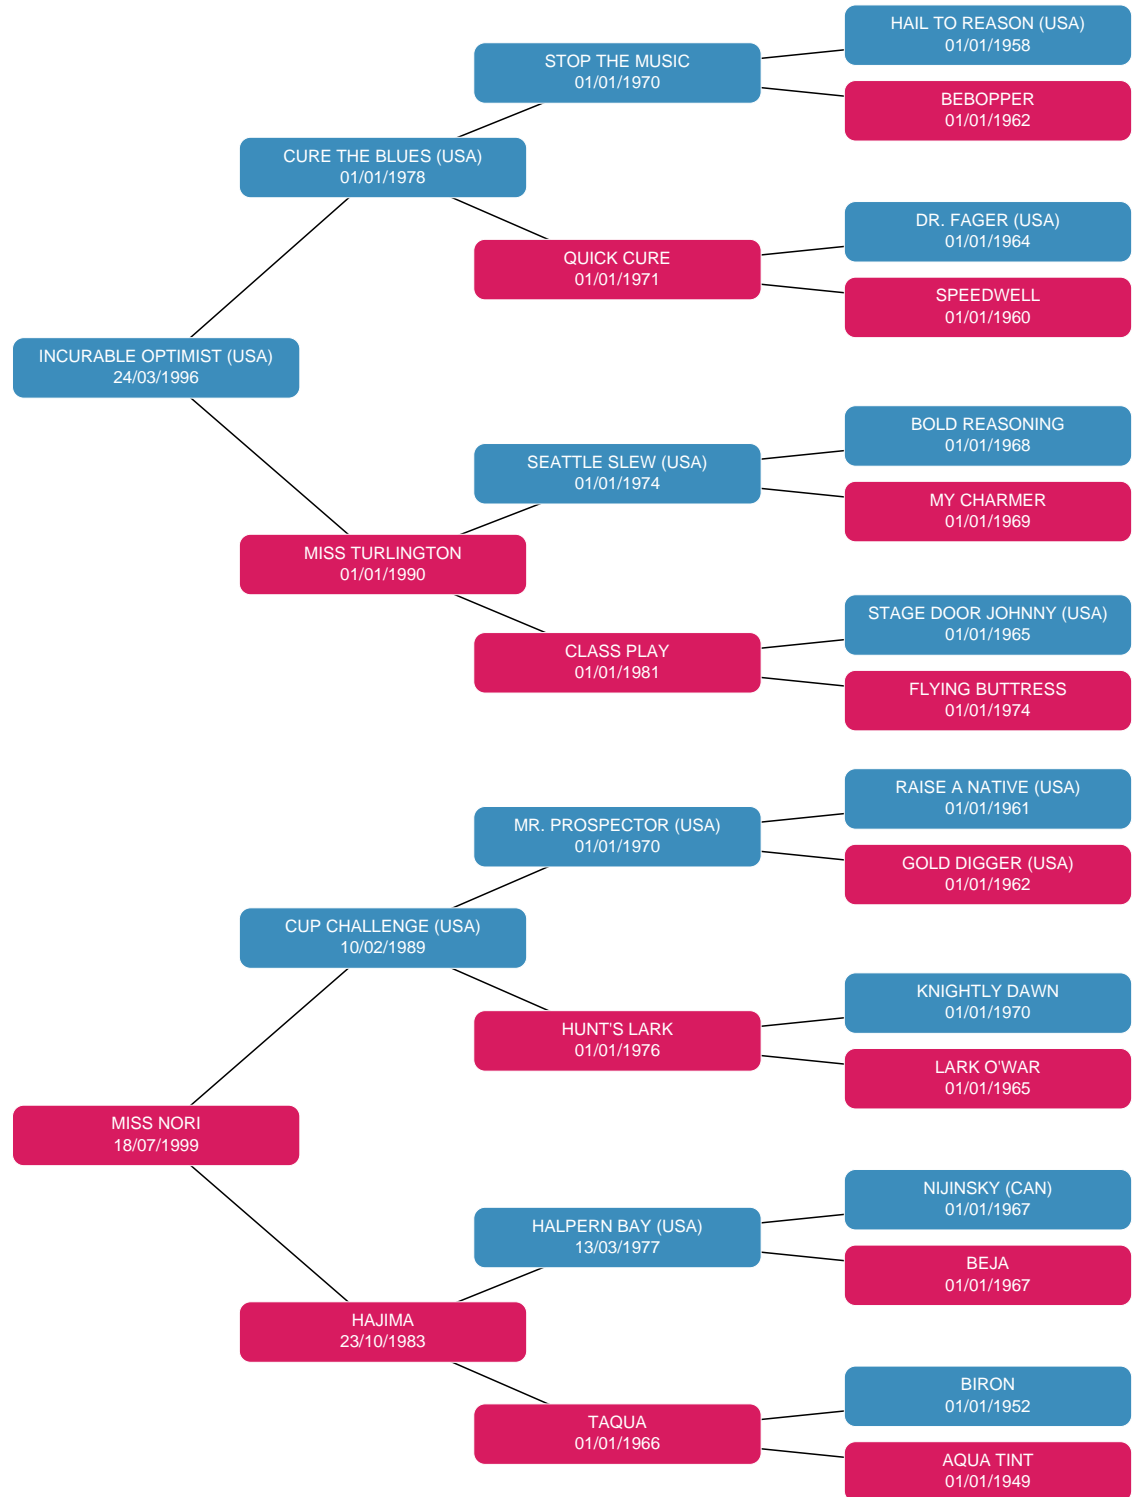 HAIL TO REASON (USA)
01/01/1958
STOP THE MUSIC
01/01/1970
BEBOPPER
01/01/1962
CURE THE BLUES (USA)
01/01/1978
DR. FAGER (USA)
01/01/1964
QUICK CURE
01/01/1971
SPEEDWELL
01/01/1960
INCURABLE OPTIMIST (USA)
24/03/1996
BOLD REASONING
01/01/1968
SEATTLE SLEW (USA)
01/01/1974
MY CHARMER
01/01/1969
MISS TURLINGTON
01/01/1990
STAGE DOOR JOHNNY (USA)
01/01/1965
CLASS PLAY
01/01/1981
FLYING BUTTRESS
01/01/1974
RAISE A NATIVE (USA)
01/01/1961
MR. PROSPECTOR (USA)
01/01/1970
GOLD DIGGER (USA)
01/01/1962
CUP CHALLENGE (USA)
10/02/1989
KNIGHTLY DAWN
01/01/1970
HUNT'S LARK
01/01/1976
LARK O'WAR
01/01/1965
MISS NORI
18/07/1999
NIJINSKY (CAN)
01/01/1967
HALPERN BAY (USA)
13/03/1977
BEJA
01/01/1967
HAJIMA
23/10/1983
BIRON
01/01/1952
TAQUA
01/01/1966
AQUA TINT
01/01/1949